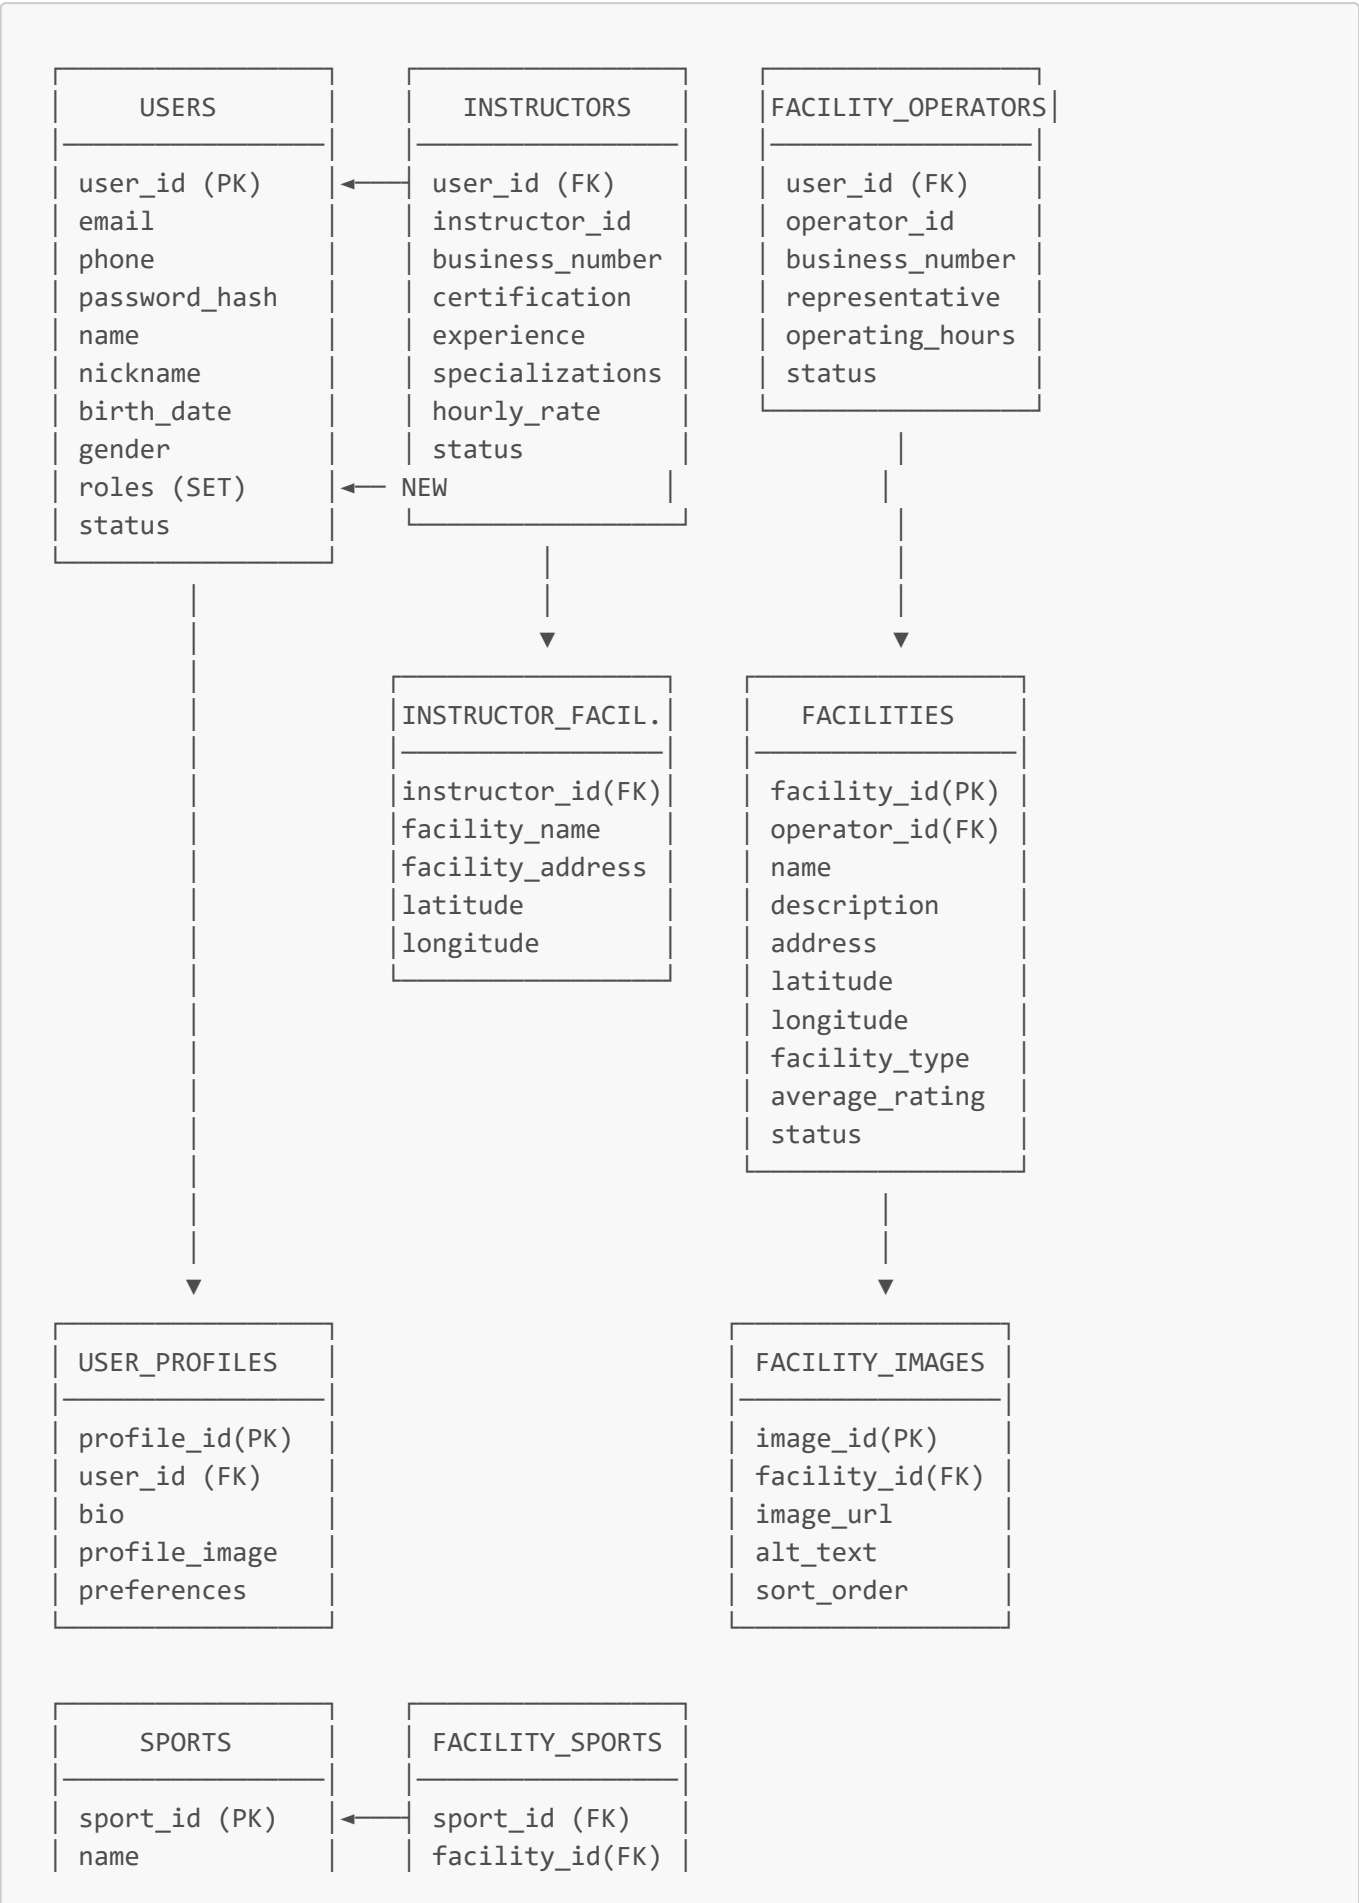 USERS INSTRUCTORS FACILITY_OPERATORS
user_id (PK) user_id (FK) user_id (FK)
email instructor_id operator_id
phone business_number business_number
password_hash certification representative
name experience operating_hours
nickname specializations status
birth_date hourly_rate
gender status
roles (SET) NEW
status
INSTRUCTOR_FACIL. FACILITIES
instructor_id(FK) facility_id(PK)
facility_name operator_id(FK)
facility_address name
latitude description
longitude address
latitude
longitude
facility_type
average_rating
status
USER_PROFILES FACILITY_IMAGES
profile_id(PK) image_id(PK)
user_id (FK) facility_id(FK)
bio image_url
profile_image alt_text
preferences sort_order
SPORTS FACILITY_SPORTS
sport_id (PK) sport_id (FK)
name facility_id(FK)